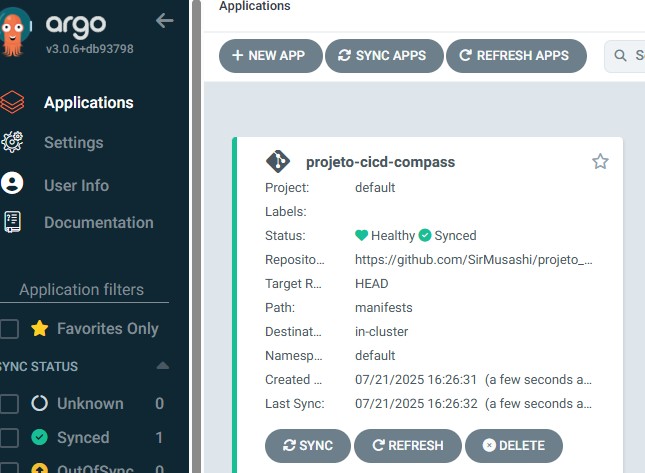 argo
v3.0.6+db93798
Applications
Settings
User Info
Documentation
Application filters
Favorites Only
SYNC STATUS
Unknown 0
Synced 1
OutOfSync 0
Applications
+ NEW APP SYNC APPS REFRESH APPS
projeto-cicd-compass
Project: default
Labels:
Status: Healthy Synced
Reposito... https://github.com/SirMusashi/projeto_...
Target R... HEAD
Path: manifests
Destinat... in-cluster
Namesp... default
Created ... 07/21/2025 16:26:31 (a few seconds a...
Last Sync: 07/21/2025 16:26:32 (a few seconds a...
SYNC REFRESH DELETE